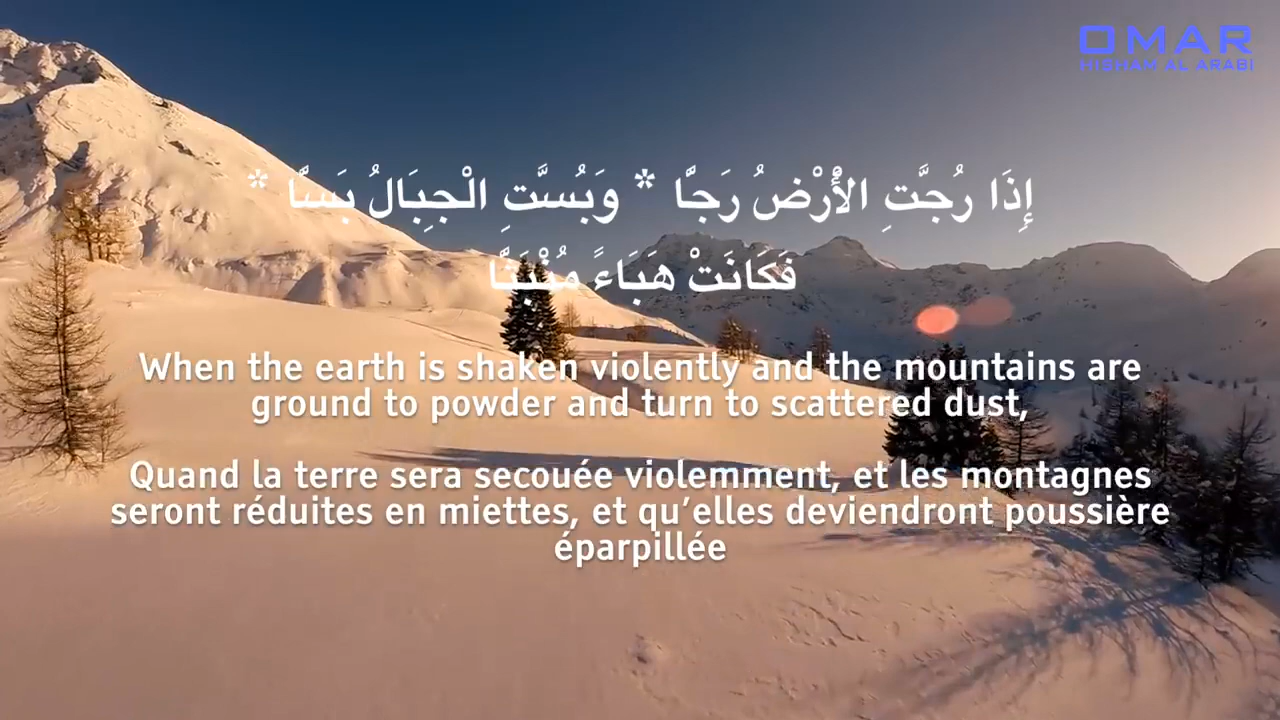 OMAR
HISHAM AL ARABI
إِذَا رُجَّتِ الْأَرْضُ رَجًّا * وَبُسَّتِ الْجِبَالُ بَسًّا *
فَكَانَتْ هَبَاءً مُنْبَثًّا
When the earth is shaken violently and the mountains are
ground to powder and turn to scattered dust,
Quand la terre sera secouée violemment, et les montagnes
seront réduites en miettes, et qu’elles deviendront poussière
éparpillée